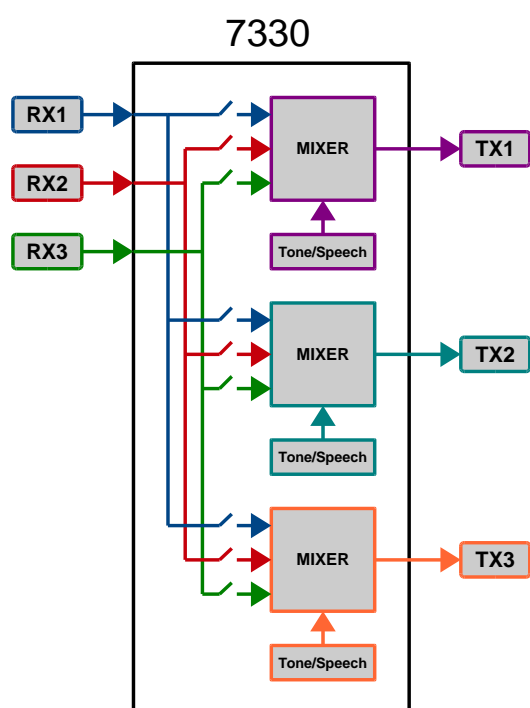 7330
RX1
MIXER
TX1
RX2
RX3
Tone/Speech
MIXER
TX2
Tone/Speech
MIXER
TX3
Tone/Speech